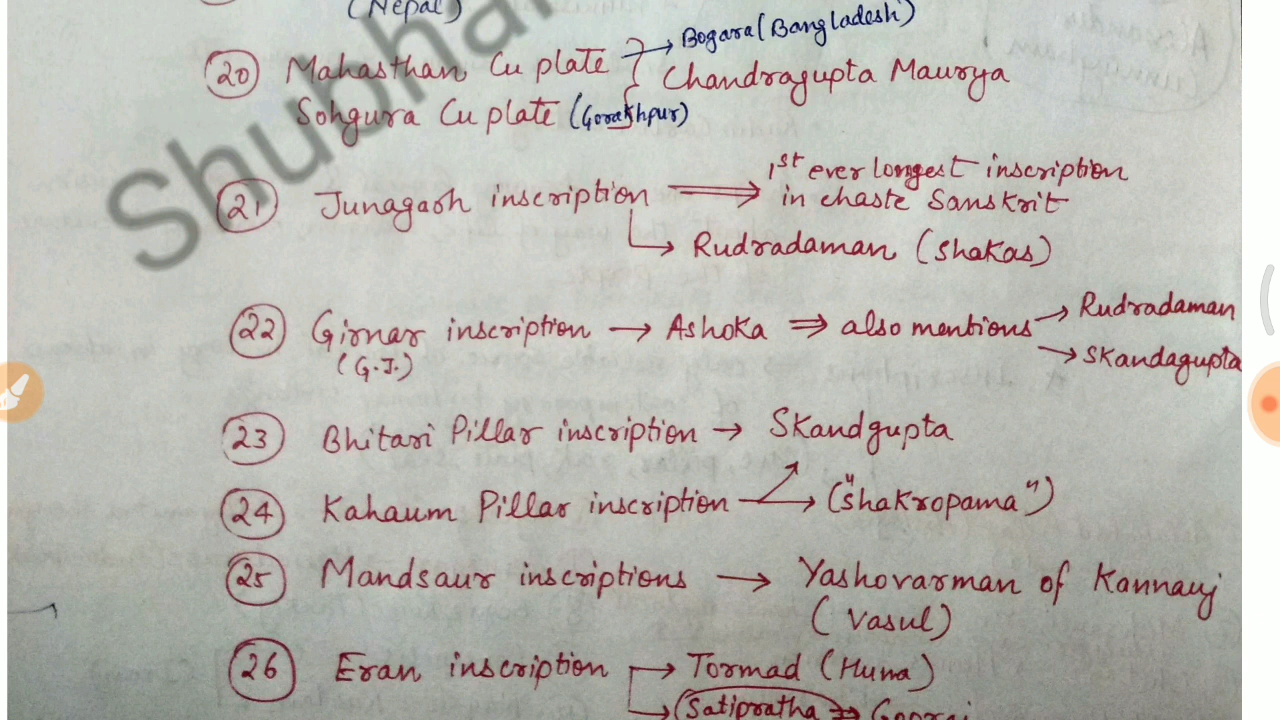 (Nepal)
Bogara (Bangladesh)
20 Mahasthan Cu plate Chandragupta Maurya
Sohgura Cu plate (Gorakhpur)
1st ever longest inscription
21 Junagarh inscription in chaste Sanskrit
Rudradaman (Shakas)
Rudradaman
22 Girnar inscription → Ashoka ⇒ also mentions
(G.J.) Skandagupta
23 Bhitari Pillar inscription → Skandgupta
24 Kahaum Pillar inscription → ("Shakropama")
25 Mandsaur inscriptions → Yashovarman of Kannauj
(Vasul)
26 Eran inscription → Tormad (Huna)
Satipratha
Shubha